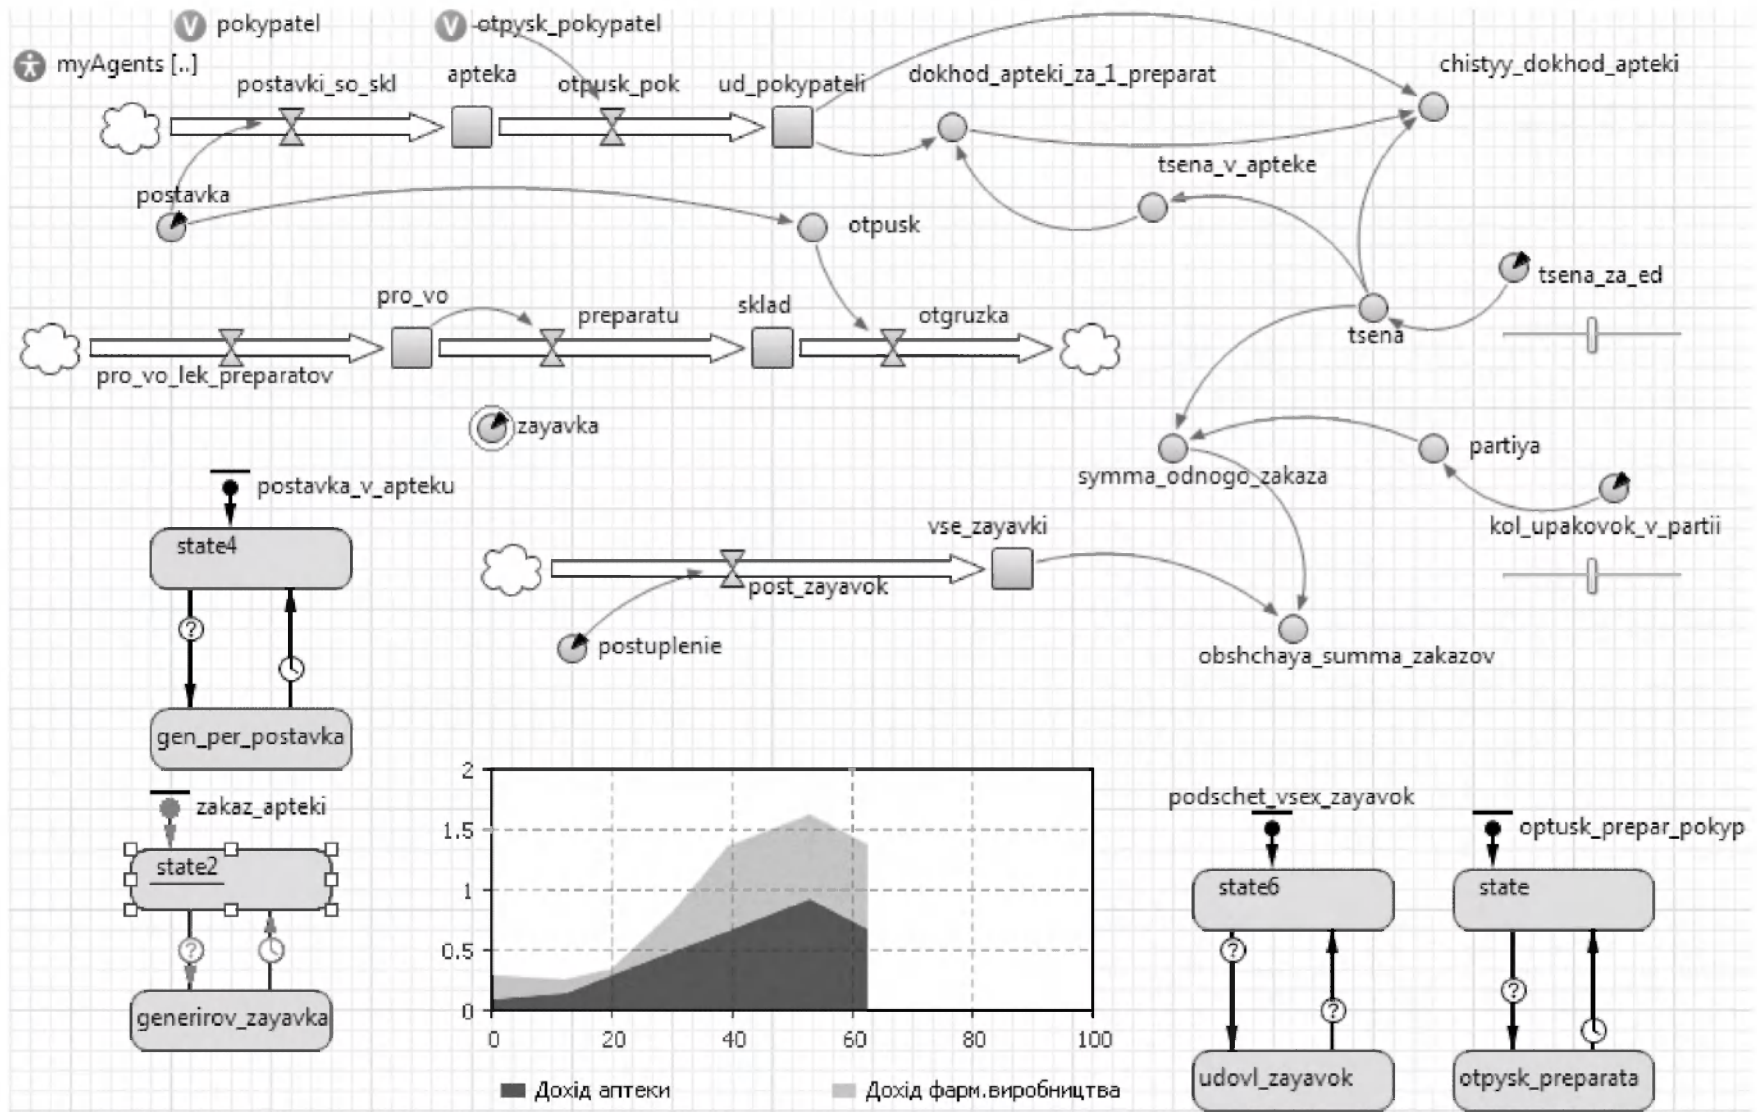 V pokypatel
V otpysk_pokypatel
myAgents [..]
postavki_so_skl
apteka
otpusk_pok
ud_pokypateli
dokhod_apteki_za_1_preparat
chistyy_dokhod_apteki
tsena_v_apteke
postavka
otpusk
tsena_za_ed
tsena
pro_vo
preparatu
sklad
otgruzka
pro_vo_lek_preparatov
zayavka
symma_odnogo_zakaza
partiya
kol_upakovok_v_partii
postavka_v_apteku
state4
?
gen_per_postavka
vse_zayavki
post_zayavok
postuplenie
obshchaya_summa_zakazov
zakaz_apteki
state2
?
generirov_zayavka
2
1.5
1
0.5
0
0 20 40 60 80 100
Дохід аптеки
Дохід фарм.виробництва
podschet_vsex_zayavok
state6
?
?
udovl_zayavok
optusk_prepar_pokyp
state
?
otpysk_preparata